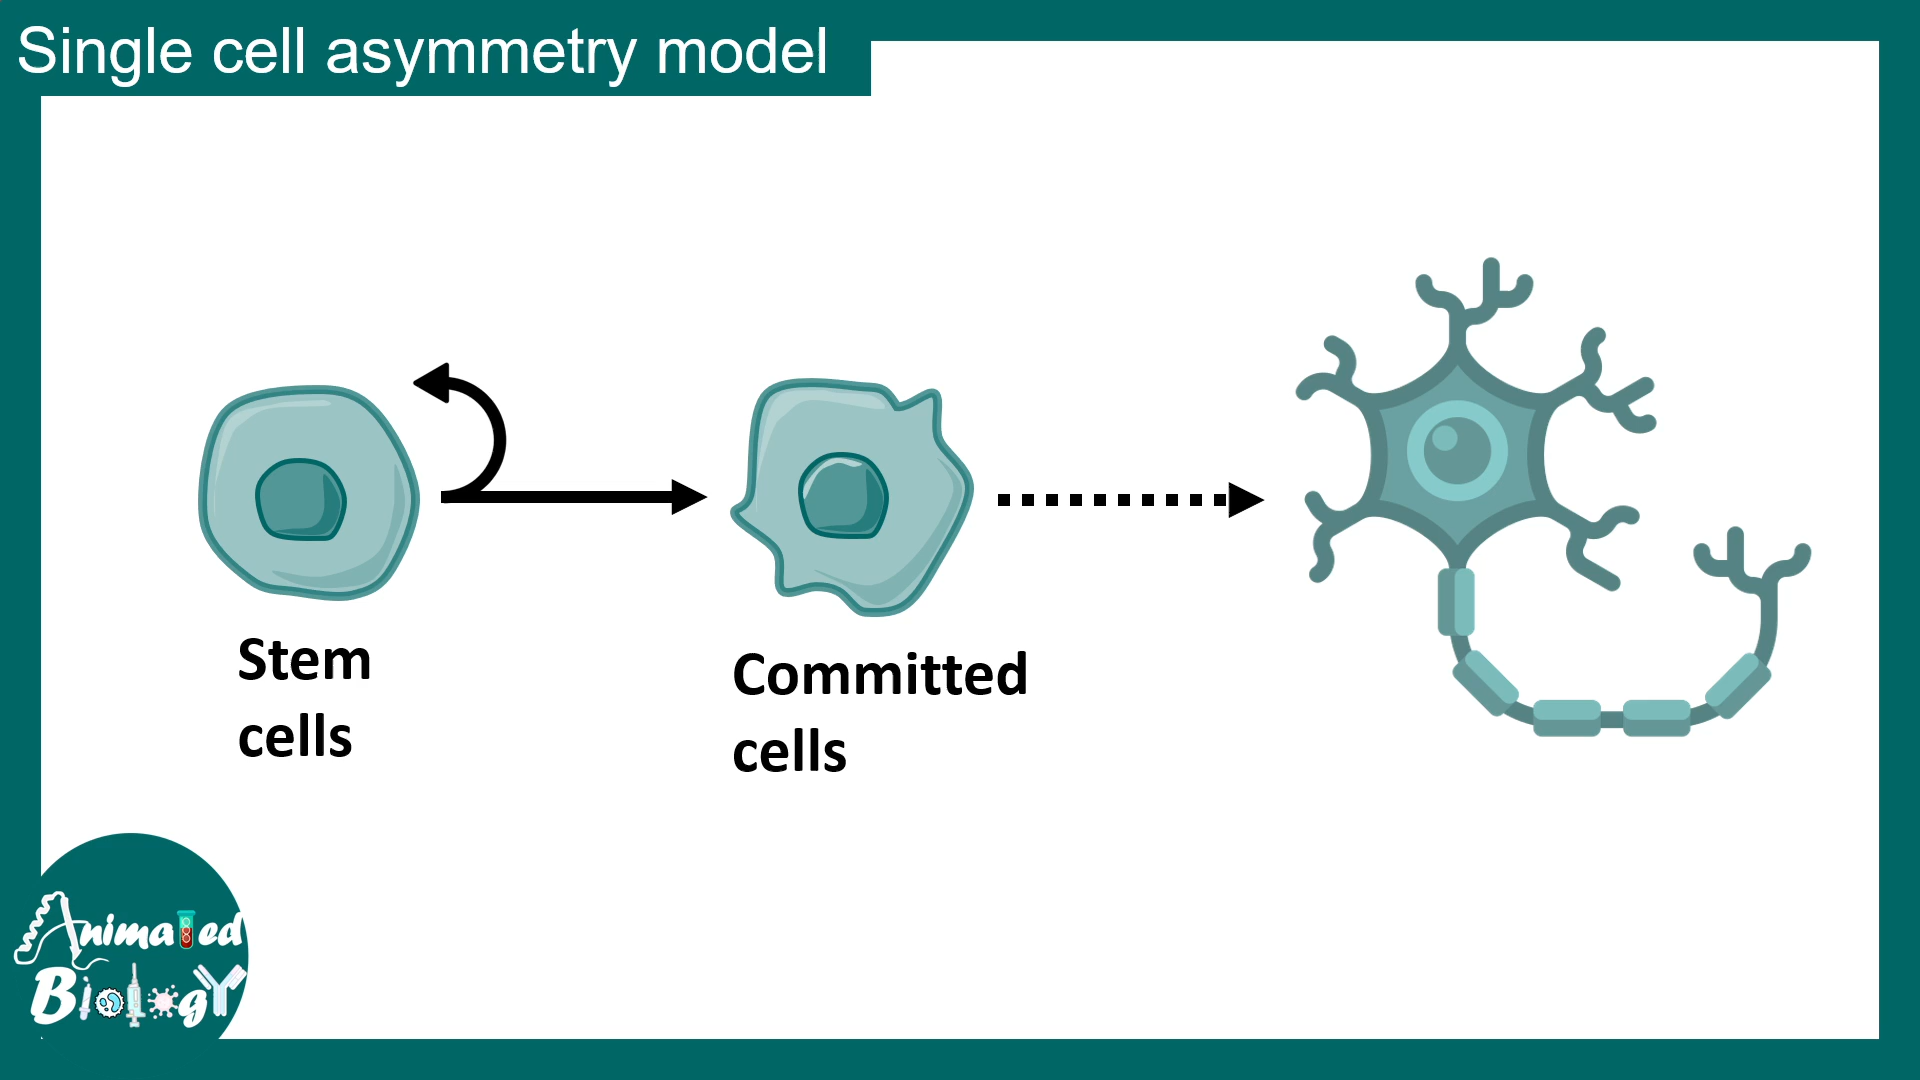 Single cell asymmetry model
Stem
cells
Committed
cells
Animated
Biology